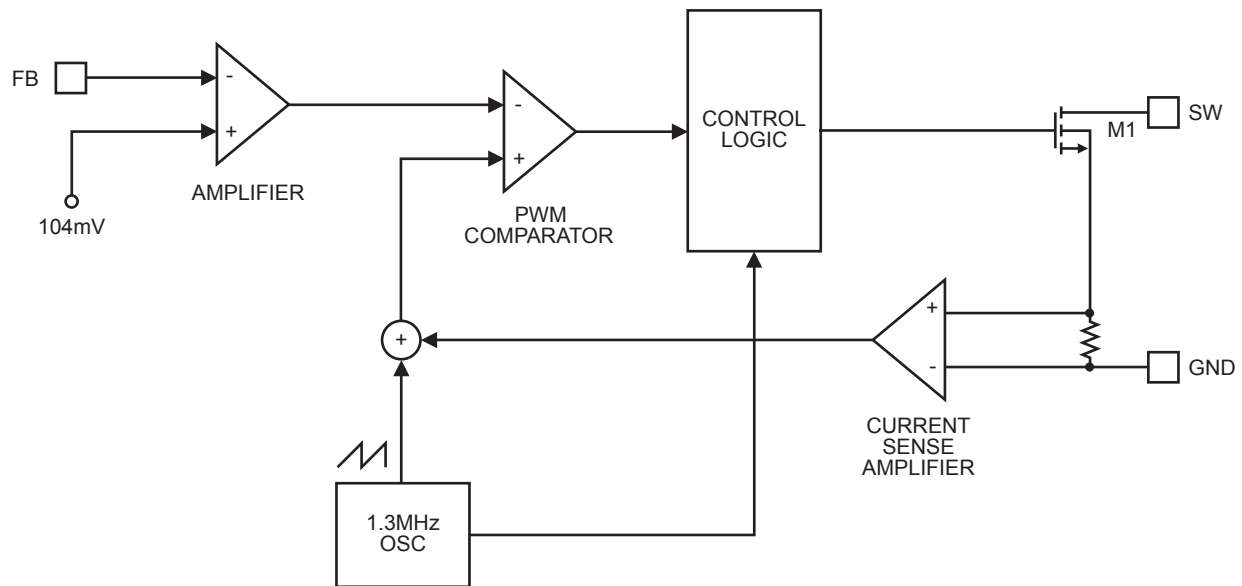 FB
-
+
104mV
AMPLIFIER
-
+
PWM
COMPARATOR
CONTROL
LOGIC
M1
SW
+
+
-
GND
CURRENT
SENSE
AMPLIFIER
1.3MHz
OSC